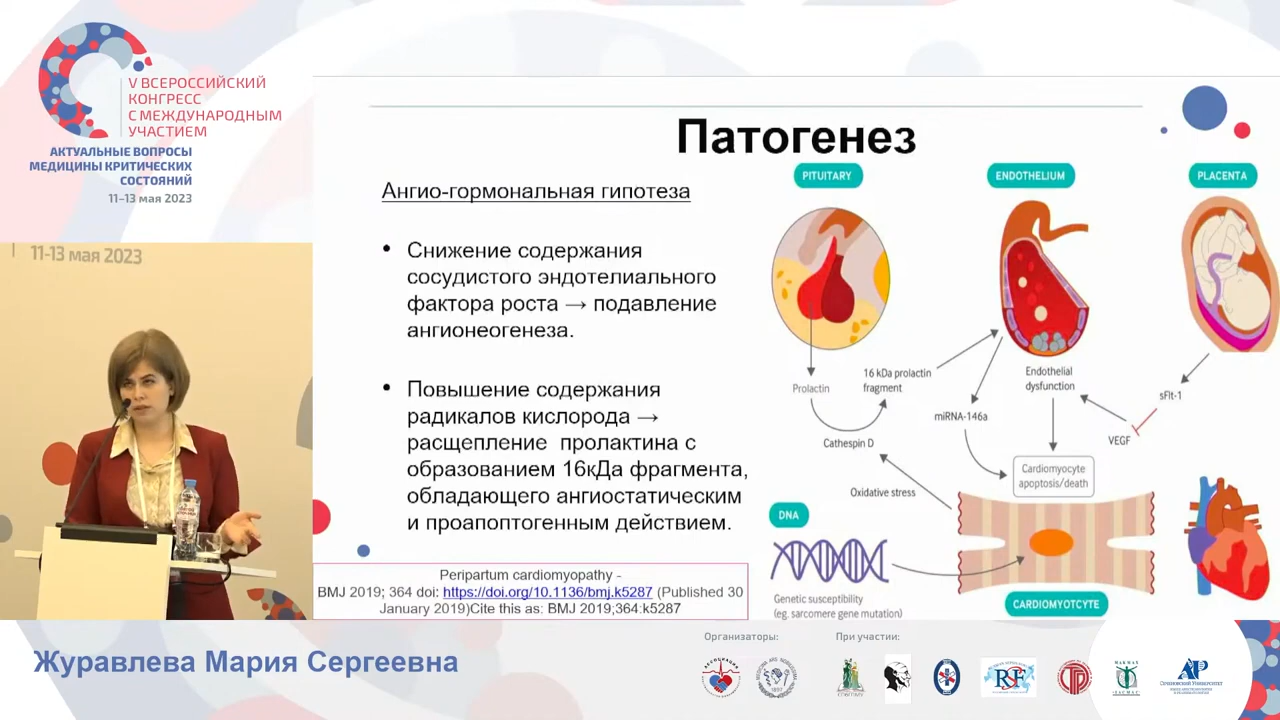 V ВСЕРОССИЙСКИЙ
КОНГРЕСС
С МЕЖДУНАРОДНЫМ
УЧАСТИЕМ
АКТУАЛЬНЫЕ ВОПРОСЫ
МЕДИЦИНЫ КРИТИЧЕСКИХ
СОСТОЯНИЙ
11-13 мая 2023
11-13 мая 2023
Патогенез
Ангио-гормональная гипотеза
• Снижение содержания
сосудистого эндотелиального
фактора роста → подавление
ангионеогенеза.
• Повышение содержания
радикалов кислорода →
расщепление пролактина с
образованием 16кДа фрагмента,
обладающего ангиостатическим
и проапоптогенным действием.
Peripartum cardiomyopathy -
BMJ 2019; 364 doi: https://doi.org/10.1136/bmj.k5287 (Published 30
January 2019)Cite this as: BMJ 2019;364:k5287
PITUITARY
ENDOTHELIUM
PLACENTA
Prolactin
16 kDa prolactin
fragment
Cathespin D
Oxidative stress
miRNA-146a
Endothelial
dysfunction
sFlt-1
VEGF
Cardiomyocyte
apoptosis/death
DNA
Genetic susceptibility
(eg. sarcomere gene mutation)
CARDIOMYOTCYTE
Журавлева Мария Сергеевна
Организаторы:
При участии: